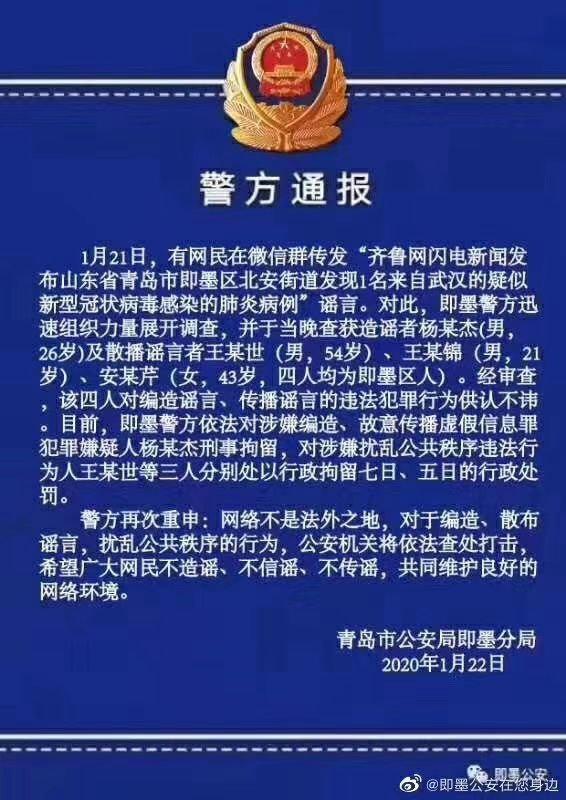 警方通报
1月21日，有网民在微信群传发“齐鲁网闪电新闻发
布山东省青岛市即墨区北安街道发现1名来自武汉的疑似
新型冠状病毒感染的肺炎病例”谣言。对此，即墨警方迅
速组织力量展开调查，并于当晚查获造谣者杨某杰(男，
26岁)及散播谣言者王某世（男，54岁）、王某锦（男，21
岁）、安某芹（女，43岁，四人均为即墨区人）。经审查
，该四人对编造谣言、传播谣言的违法犯罪行为供认不讳
。目前，即墨警方依法对涉嫌编造、故意传播虚假信息罪
犯罪嫌疑人杨某杰刑事拘留，对涉嫌扰乱公共秩序违法行
为人王某世等三人分别处以行政拘留七日、五日的行政处
罚。
警方再次重申：网络不是法外之地，对于编造、散布
谣言，扰乱公共秩序的行为，公安机关将依法查处打击，
希望广大网民不造谣、不信谣、不传谣，共同维护良好的
网络环境。
青岛市公安局即墨分局
2020年1月22日
即墨公安
@即墨公安在您身边